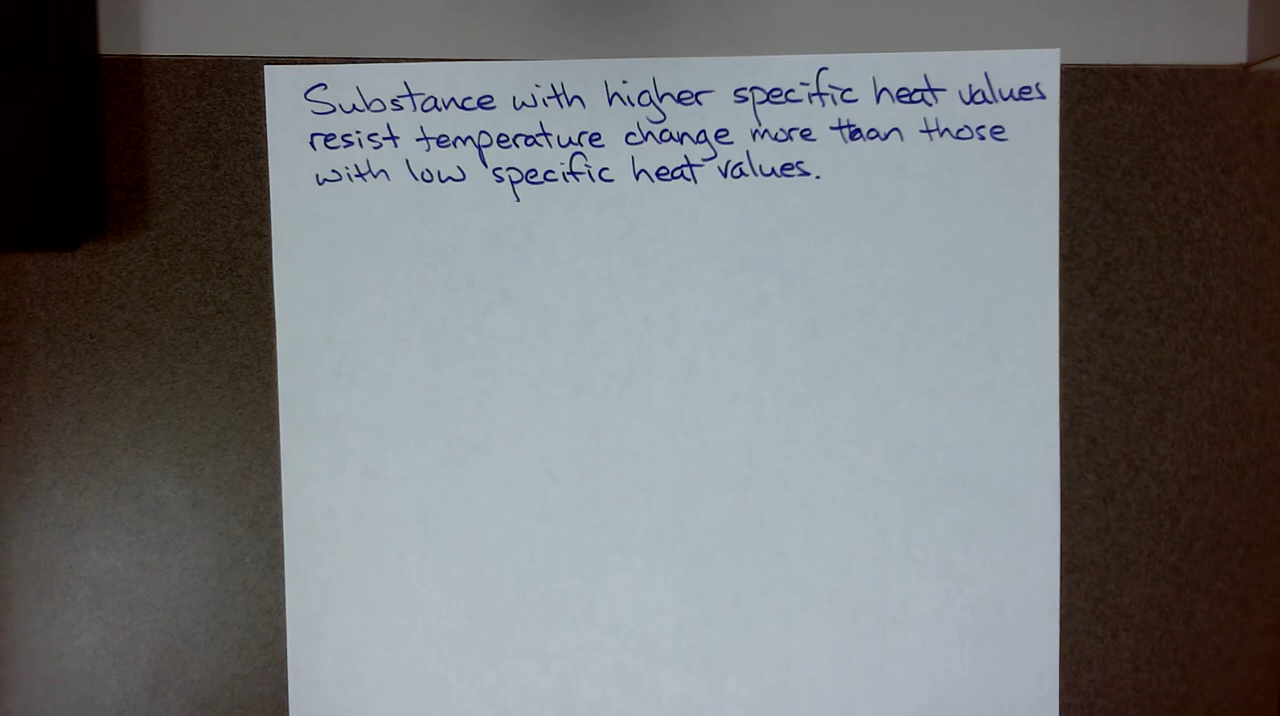 Substance with higher specific heat values
resist temperature change more than those
with low specific heat values.